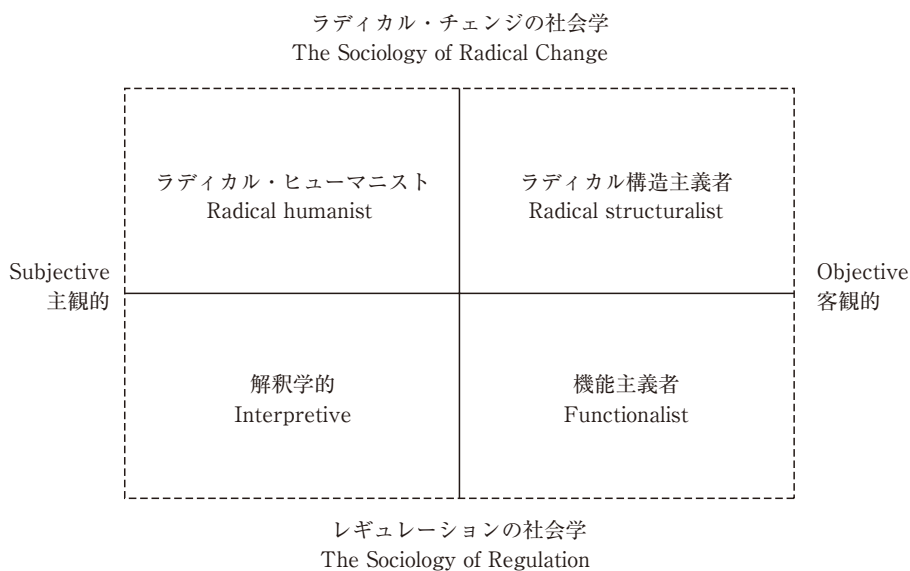 ラディカル・チェンジの社会学
The Sociology of Radical Change
ラディカル・ヒューマニスト
Radical humanist
ラディカル構造主義者
Radical structuralist
Subjective
主観的
Objective
客観的
解釈学的
Interpretive
機能主義者
Functionalist
レギュレーションの社会学
The Sociology of Regulation